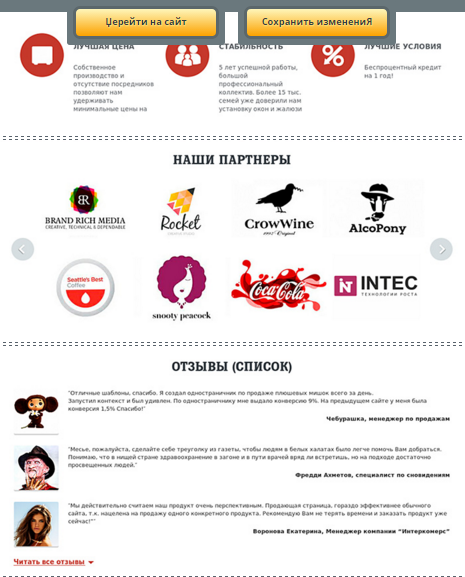 Џерейти на сайт
Сохранить измененИЯ
ЛУЧШАЯ ЦЕНА
СТАБИЛЬНОСТЬ
ЛУЧШИЕ УСЛОВИЯ
Собственное
производство и
отсутствие посредников
позволяют нам
удерживать
минимальные цены на
5 лет успешной работы,
большой
профессиональный
коллектив. Более 15 тыс.
семей уже доверили нам
установку окон и жалюзи
Беспроцентный кредит
на 1 год!
НАШИ ПАРТНЕРЫ
BR
BRAND RICH MEDIA
CREATIVE, TECHNICAL & DEPENDABLE
Rocket
CROWWINE
1992' Original
ALCOPONY
Seattle's Best
Coffee
snooty peacock
Coca-Cola
INTEC
ТЕХНОЛОГИИ РОСТА
ОТЗЫВЫ (СПИСОК)
"Отличные шаблоны, спасибо. Я создал одностраничник по продаже плюшевых мишек всего за день.
Запустил контекст и был удивлен. По одностраничнику мне выдало конверсию 9%. На предыдущем сайте у меня была
конверсия 1,5% Спасибо!"
Чебурашка, менеджер по продажам
"Месье, пожалуйста, сделайте себе треуголку из газеты, чтобы людям в белых халатах было легче помочь Вам добраться.
Понимаю, что в нищей стране здравоохранение в загоне и в пути врачей вряд ли встретишь, но на подходе достаточно
просвещенных людей."
Фредди Ахметов, специалист по сновидениям
"Мы действительно считаем наш продукт очень перспективным. Продающая страница, гораздо эффективнее обычного
сайта, т.к. нацелена на продажу одного конкретного продукта. Рекомендую Вам не терять времени и заказать продукт уже
сейчас!"'
Воронова Екатерина, Менеджер компании “Интеркомерс”
Читать все отзывы